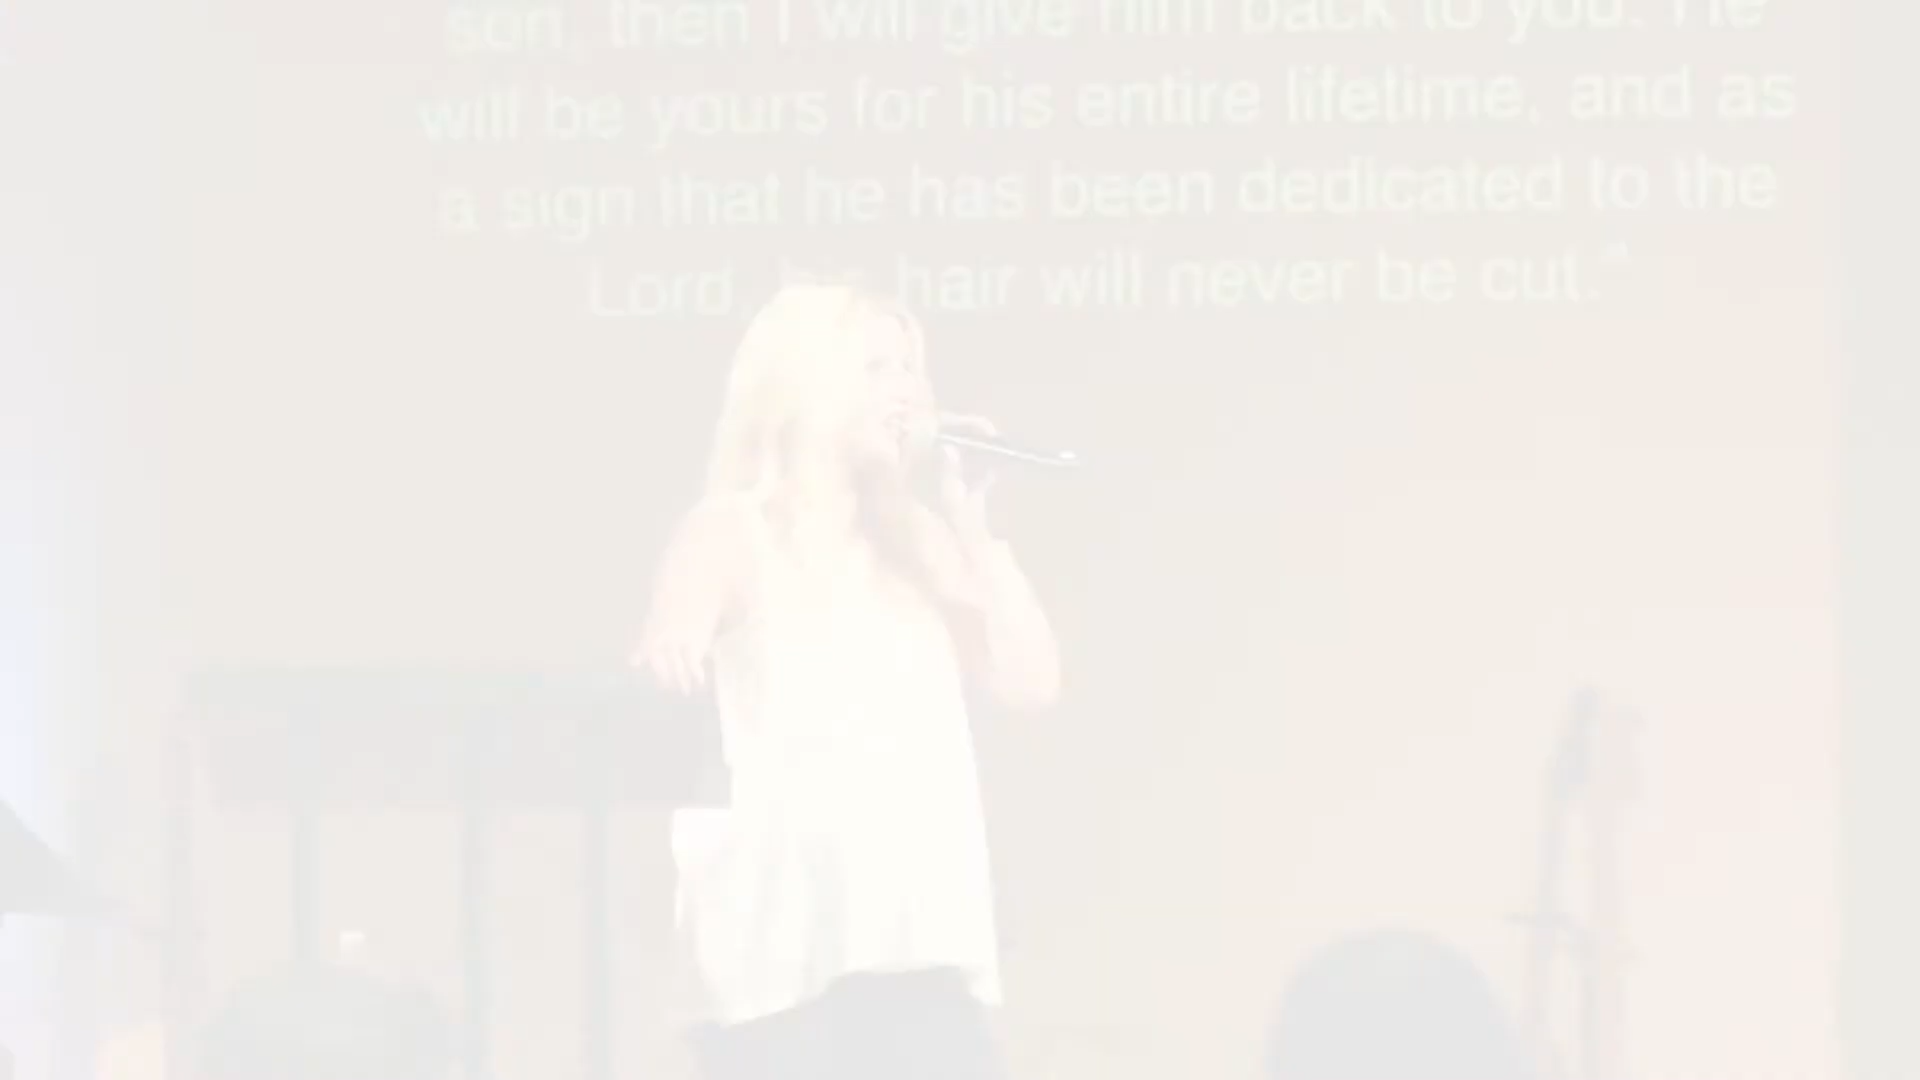 son, then I will give him back to you. He
will be yours for his entire lifetime, and as
a sign that he has been dedicated to the
Lord, his hair will never be cut."